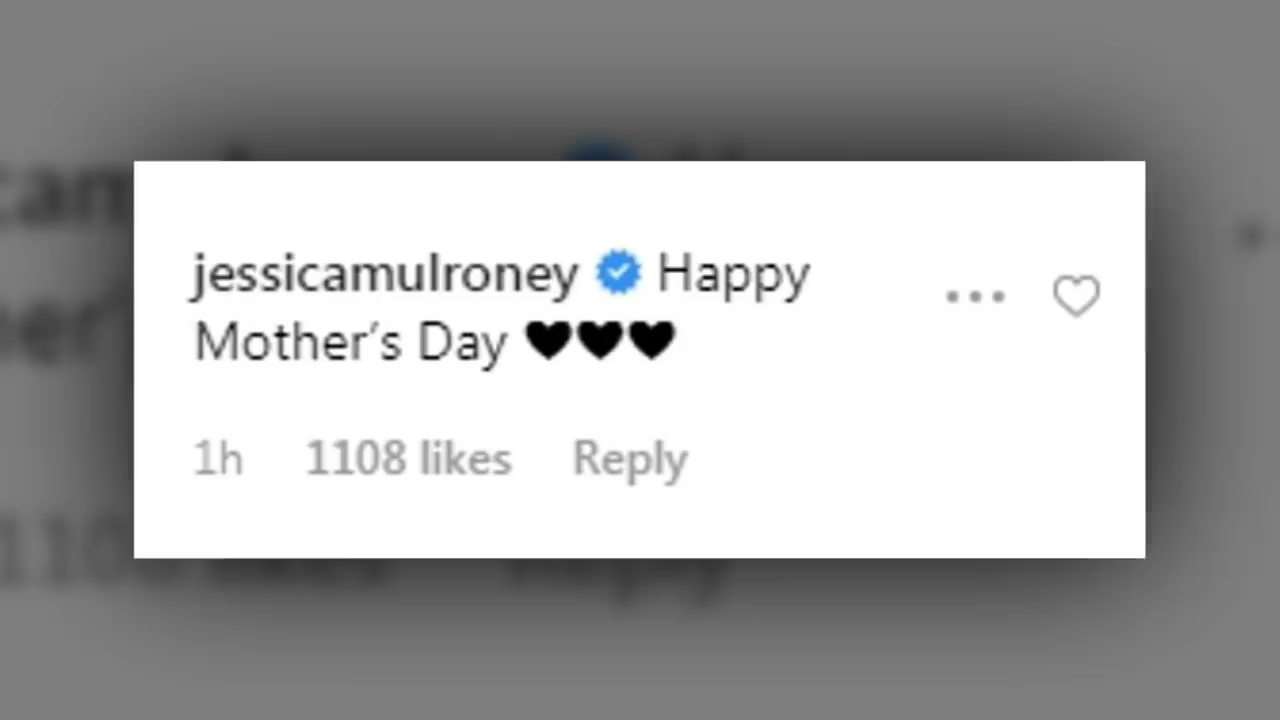 jessicamulroney Happy
Mother's Day 🖤🖤🖤
1h 1108 likes Reply